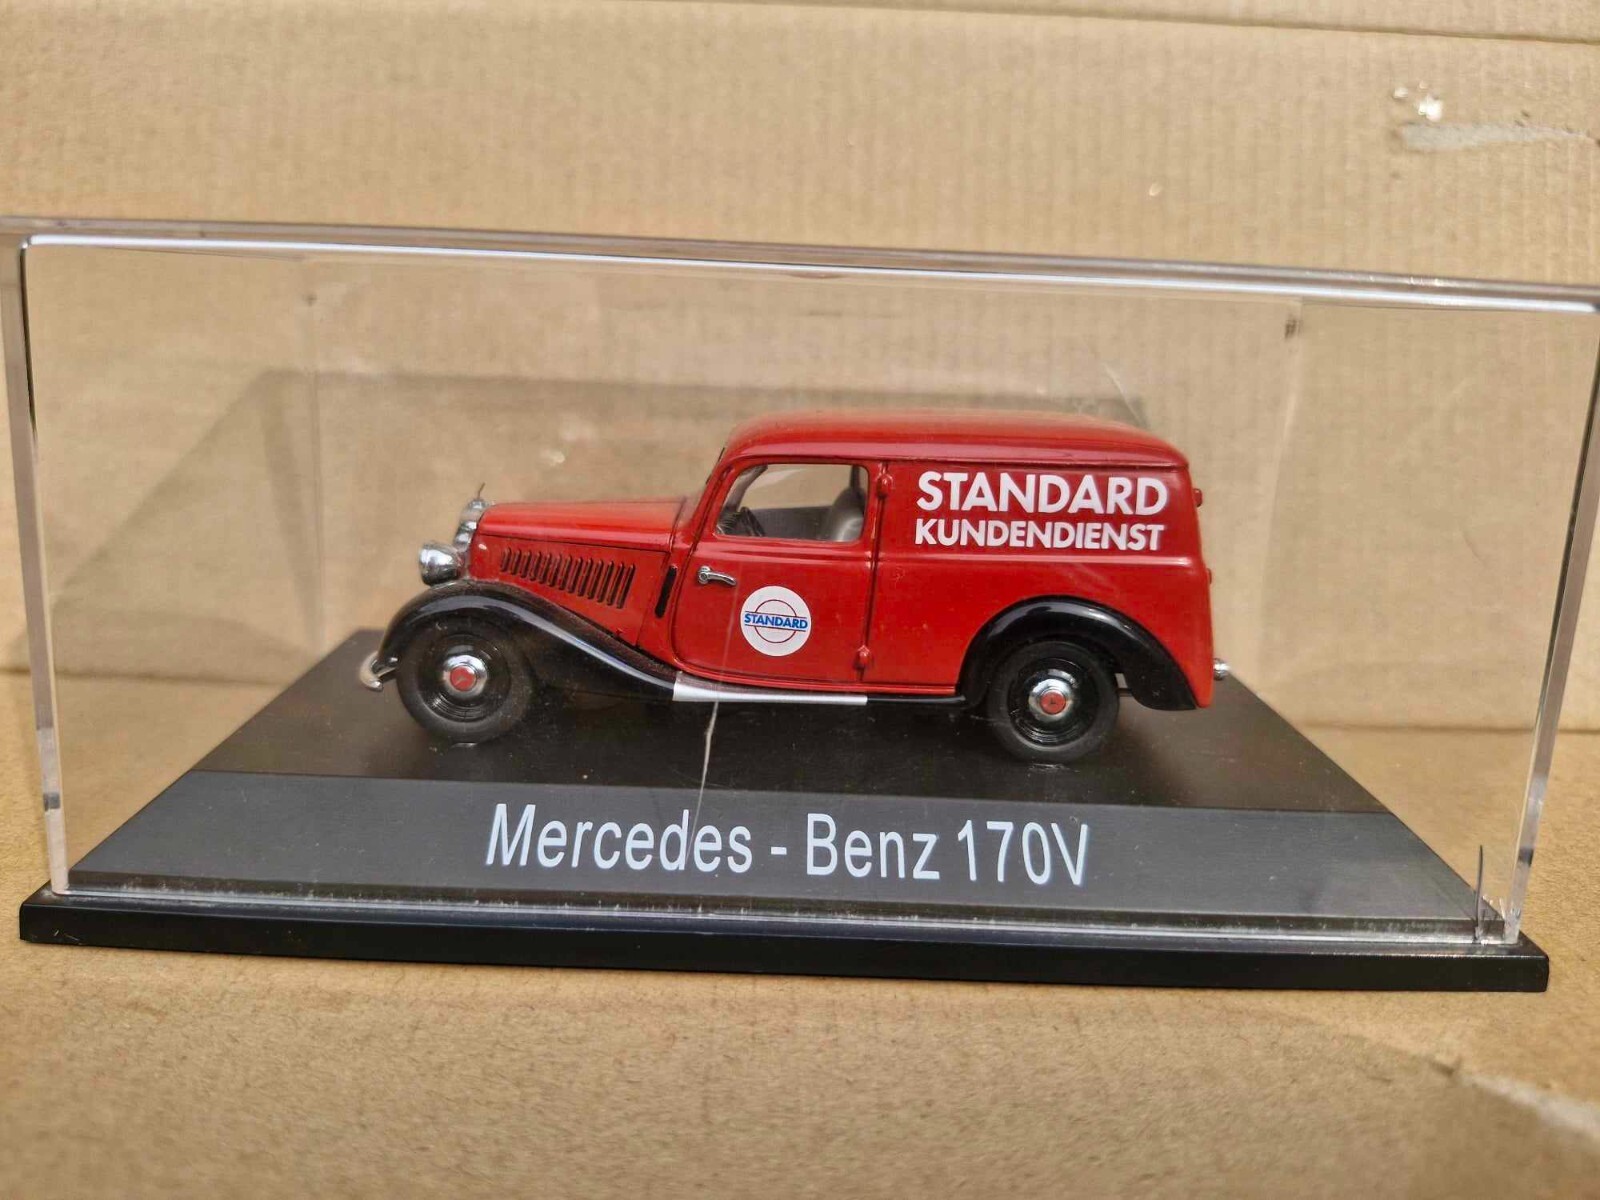 STANDARD
KUNDENDIENST
STANDARD
Mercedes - Benz 170V